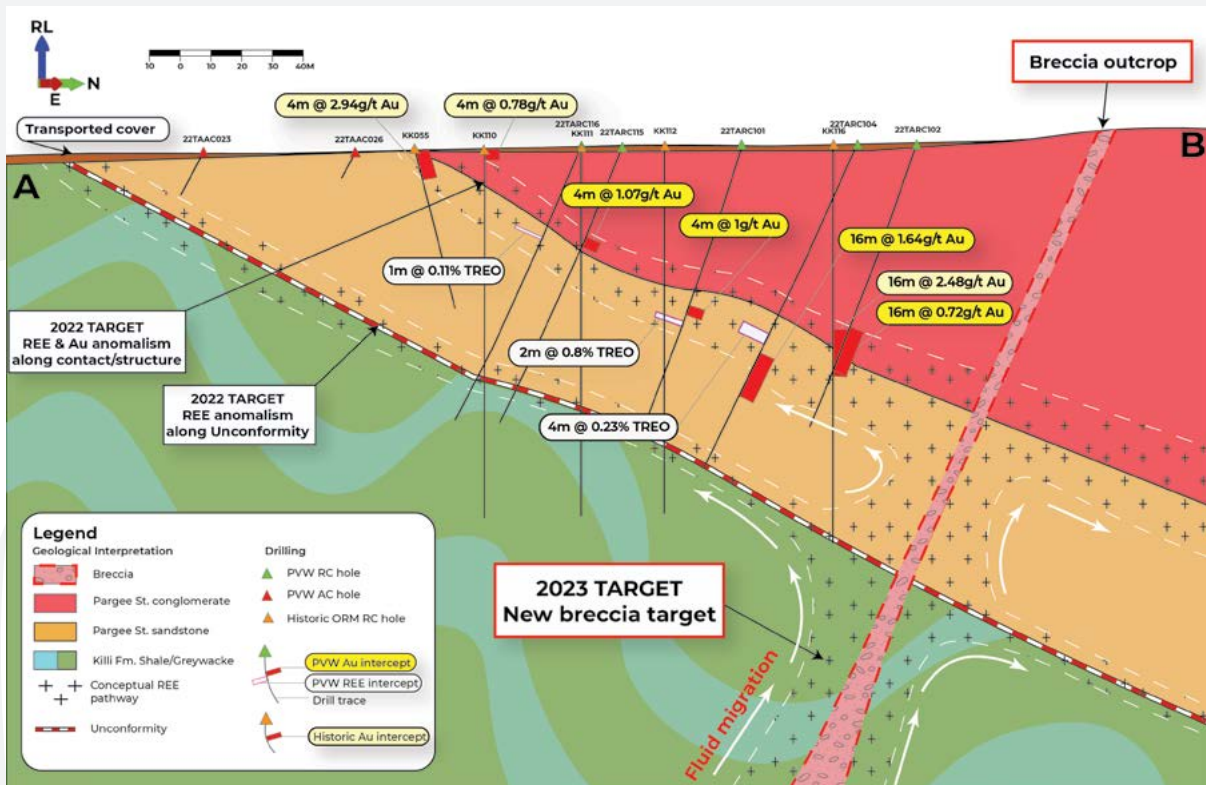 RL
N
E
10 0 10 20 30 40M
Breccia outcrop
Transported cover
4m @ 2.94g/t Au
4m @ 0.78g/t Au
22TAAC023
22TAAC026
KK055
KK110
22TARC116
KK111
22TARC115
KK112
22TARC101
22TARC104
KK116
22TARC102
A
B
4m @ 1.07g/t Au
4m @ 1g/t Au
16m @ 1.64g/t Au
1m @ 0.11% TREO
16m @ 2.48g/t Au
16m @ 0.72g/t Au
2022 TARGET
REE & Au anomalism
along contact/structure
2m @ 0.8% TREO
2022 TARGET
REE anomalism
along Unconformity
4m @ 0.23% TREO
2023 TARGET
New breccia target
Fluid migration
Legend
Geological Interpretation
Breccia
Pargee St. conglomerate
Pargee St. sandstone
Killi Fm. Shale/Greywacke
Conceptual REE
pathway
Unconformity
Drilling
PVW RC hole
PVW AC hole
Historic ORM RC hole
PVW Au intercept
PVW REE intercept
Drill trace
Historic Au intercept